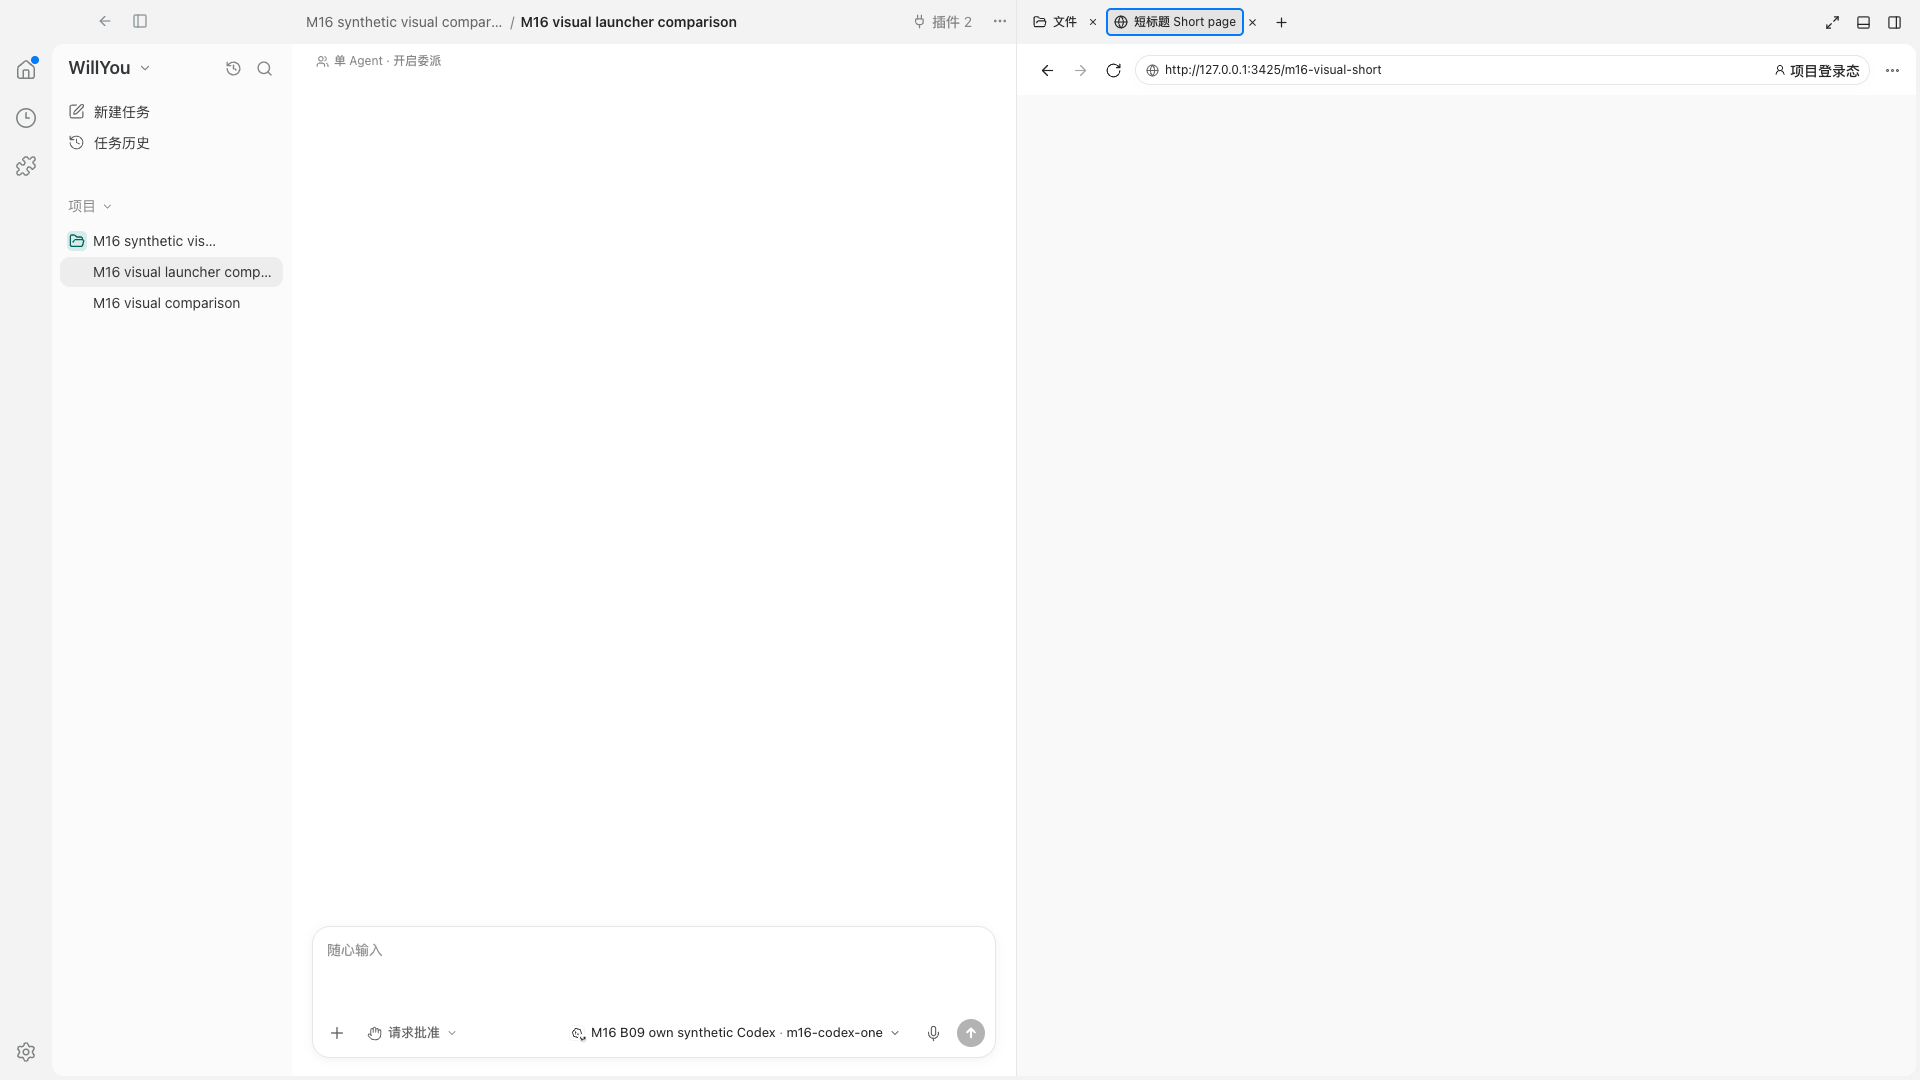 M16 synthetic visual compar... / M16 visual launcher comparison
插件 2
文件
短标题 Short page
WillYou
单 Agent · 开启委派
http://127.0.0.1:3425/m16-visual-short
项目登录态
新建任务
任务历史
项目
M16 synthetic vis...
M16 visual launcher comp...
M16 visual comparison
随心输入
请求批准
M16 B09 own synthetic Codex · m16-codex-one